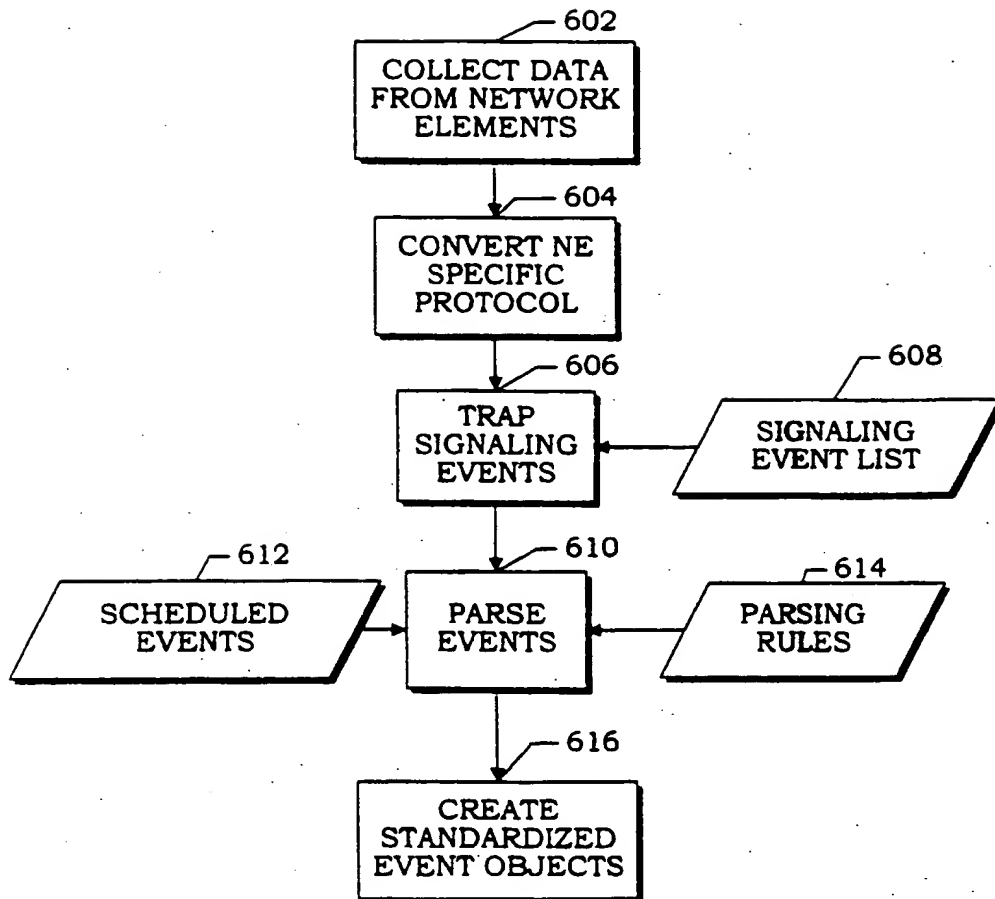 602
COLLECT DATA
FROM NETWORK
ELEMENTS
604
CONVERT NE
SPECIFIC
PROTOCOL
606
TRAP
SIGNALING
EVENTS
608
SIGNALING
EVENT LIST
612
SCHEDULED
EVENTS
610
PARSE
EVENTS
614
PARSING
RULES
616
CREATE
STANDARDIZED
EVENT OBJECTS